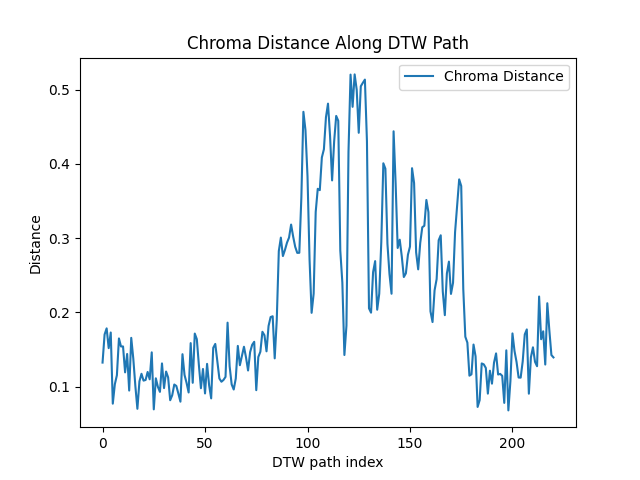 Chroma Distance Along DTW Path
Chroma Distance
0.5
0.4
0.3
0.2
0.1
Distance
0 50 100 150 200
DTW path index